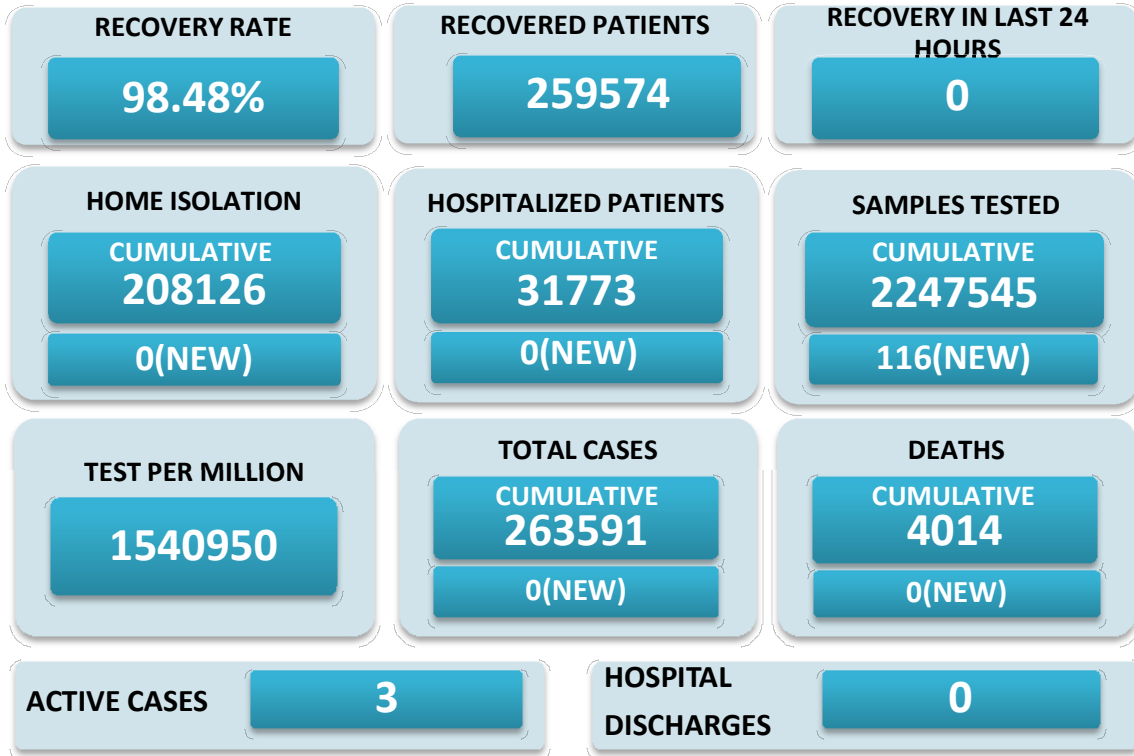 RECOVERY RATE
98.48%
RECOVERED PATIENTS
259574
RECOVERY IN LAST 24
HOURS
0
HOME ISOLATION
CUMULATIVE
208126
0(NEW)
HOSPITALIZED PATIENTS
CUMULATIVE
31773
0(NEW)
SAMPLES TESTED
CUMULATIVE
2247545
116(NEW)
TEST PER MILLION
1540950
TOTAL CASES
CUMULATIVE
263591
0(NEW)
DEATHS
CUMULATIVE
4014
0(NEW)
ACTIVE CASES
3
HOSPITAL
DISCHARGES
0